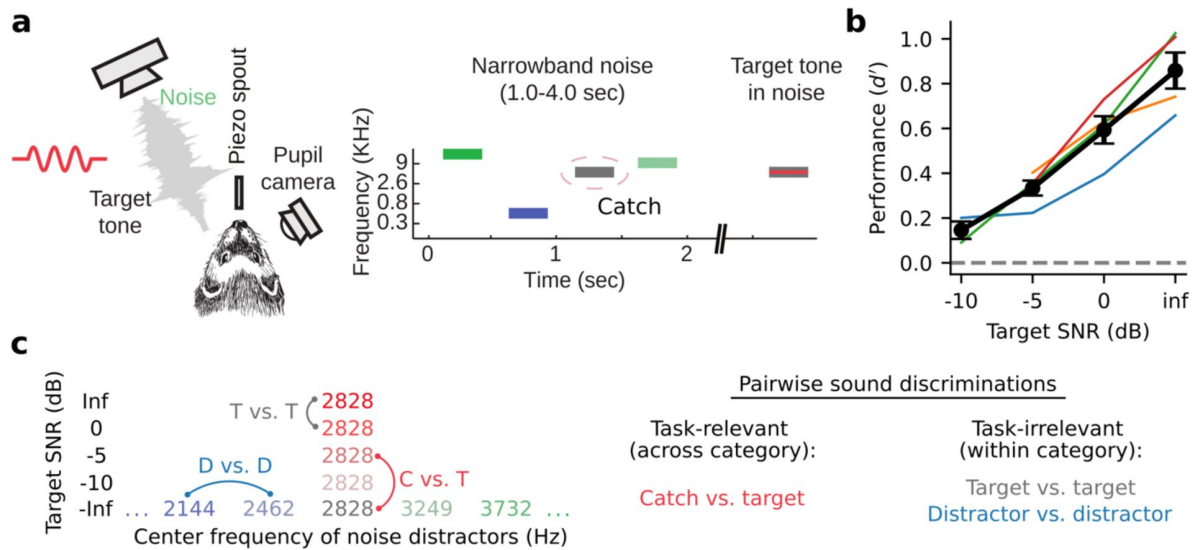 a
Noise
Target
tone
Piezo spout
Pupil
camera
Narrowband noise
(1.0-4.0 sec)
Target tone
in noise
Frequency (KHz)
9
2.6
0.8
0.3
Catch
0
1
2
Time (sec)
b
Performance (d')
1.0
0.8
0.6
0.4
0.2
0.0
-10
-5
0
inf
Target SNR (dB)
c
Target SNR (dB)
Inf
0
-5
-10
-Inf
T vs. T
D vs. D
C vs. T
2828
2828
2828
2828
... 2144 2462 2828 3249 3732 ...
Center frequency of noise distractors (Hz)
Pairwise sound discriminations
Task-relevant
(across category):
Catch vs. target
Task-irrelevant
(within category):
Target vs. target
Distractor vs. distractor